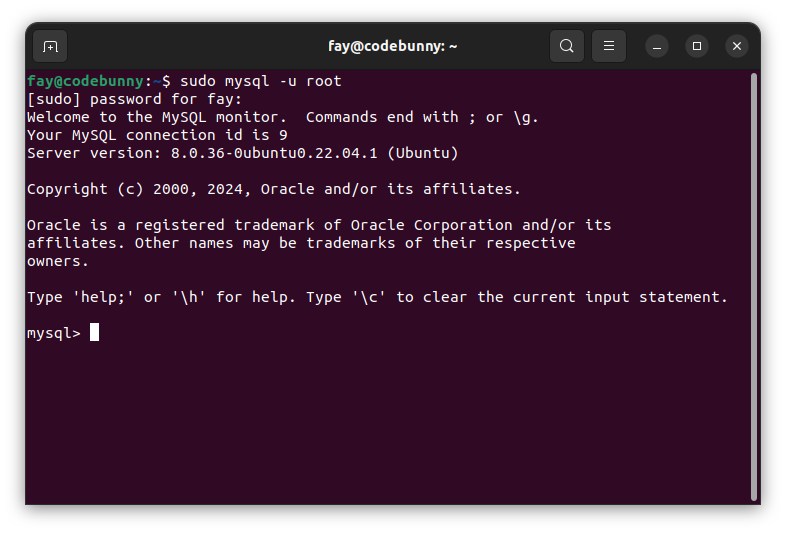 fay@codebunny: ~
fay@codebunny:~$ sudo mysql -u root
[sudo] password for fay:
Welcome to the MySQL monitor.  Commands end with ; or \g.
Your MySQL connection id is 9
Server version: 8.0.36-0ubuntu0.22.04.1 (Ubuntu)
Copyright (c) 2000, 2024, Oracle and/or its affiliates.
Oracle is a registered trademark of Oracle Corporation and/or its
affiliates. Other names may be trademarks of their respective
owners.
Type 'help;' or '\h' for help. Type '\c' to clear the current input statement.
mysql>